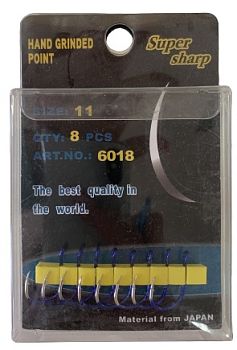 HAND GRINDED
POINT
Super
sharp
SIZE: 11
QTY: 8 PCS
ART.NO.: 6018
The best quality in
the world.
Material from JAPAN